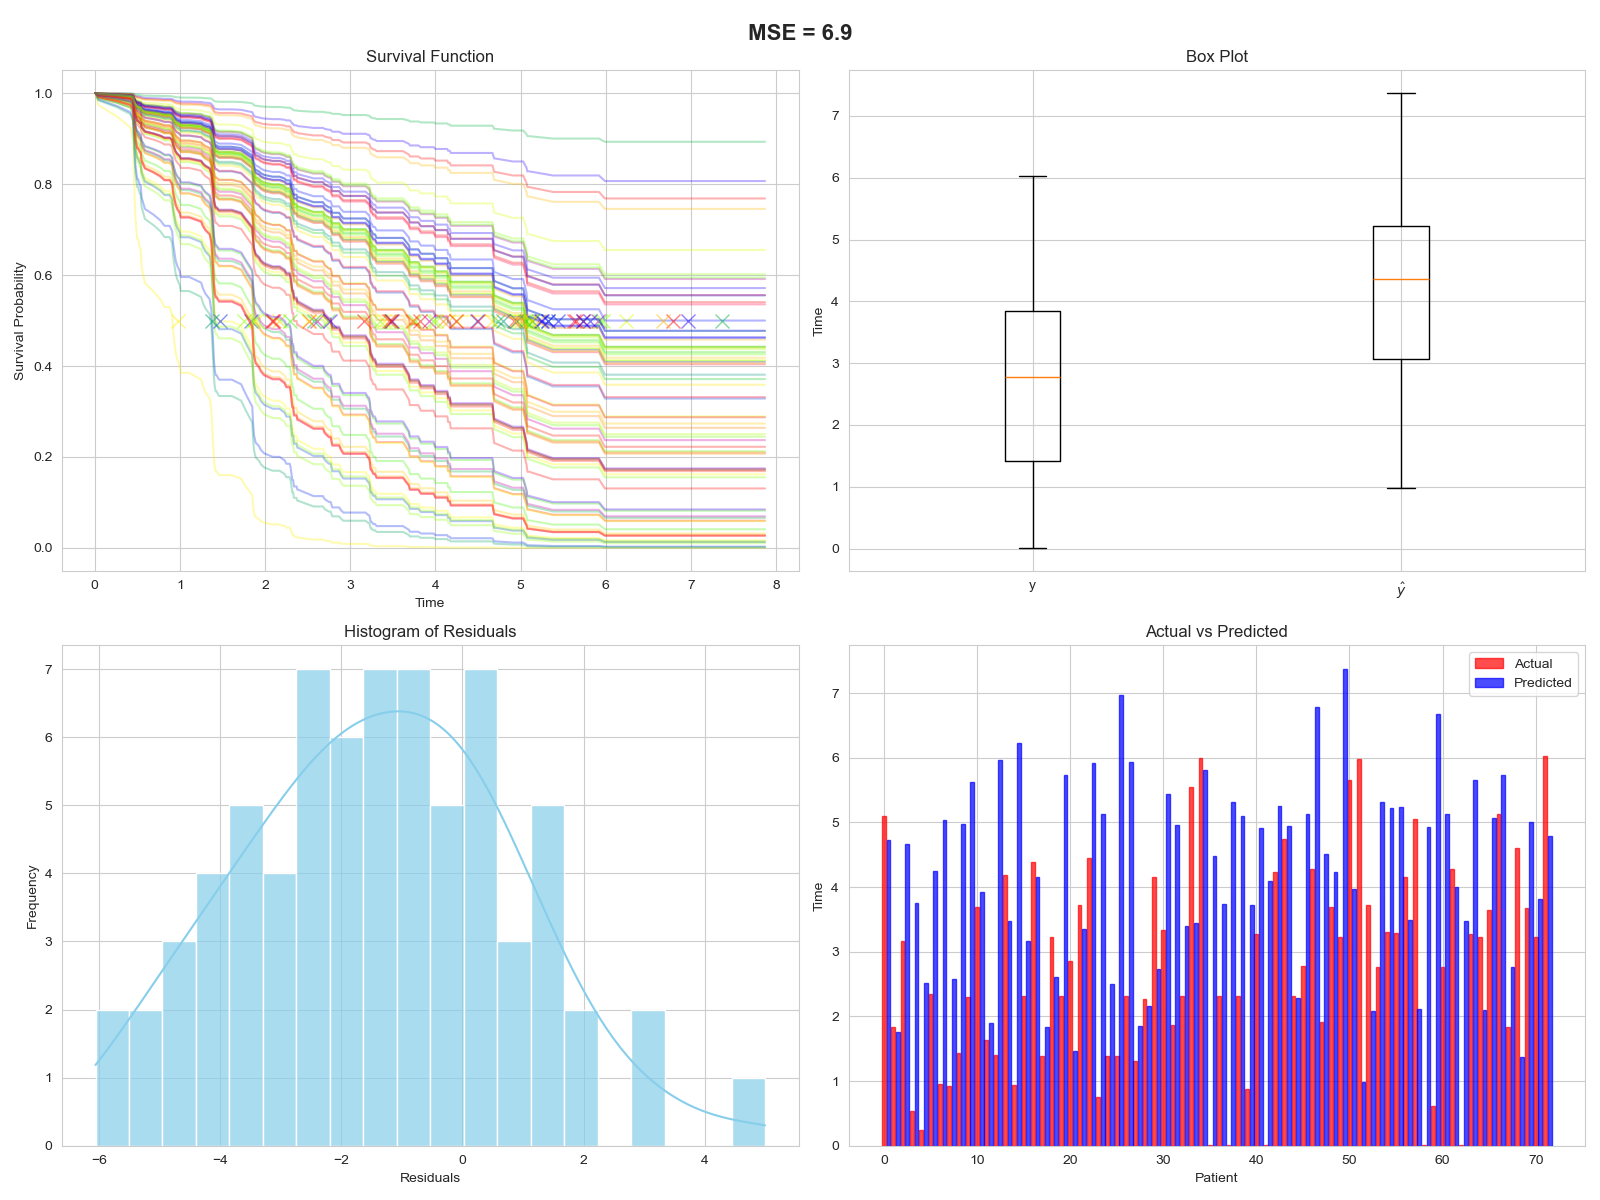 MSE = 6.9
Survival Function
1.0
0.8
0.6
0.4
0.2
0.0
Survival Probability
0 1 2 3 4 5 6 7 8
Time
Box Plot
7
6
5
4
3
2
1
0
Time
y ŷ
Histogram of Residuals
7
6
5
4
3
2
1
0
Frequency
−6 −4 −2 0 2 4
Residuals
Actual vs Predicted
Actual
Predicted
7
6
5
4
3
2
1
0
Time
0 10 20 30 40 50 60 70
Patient